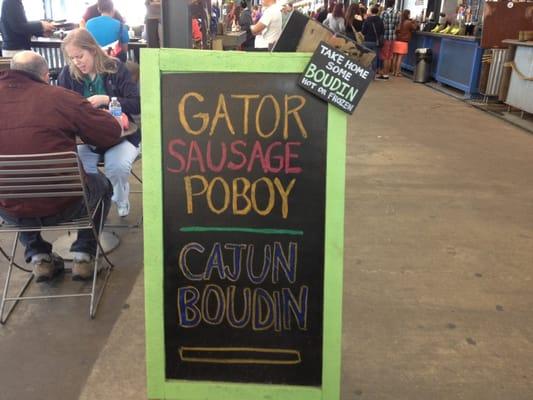 TAKE HOME
SOME
BOUDIN
HOT OR FROZEN
GATOR
SAUSAGE
POBOY
CAJUN
BOUDIN